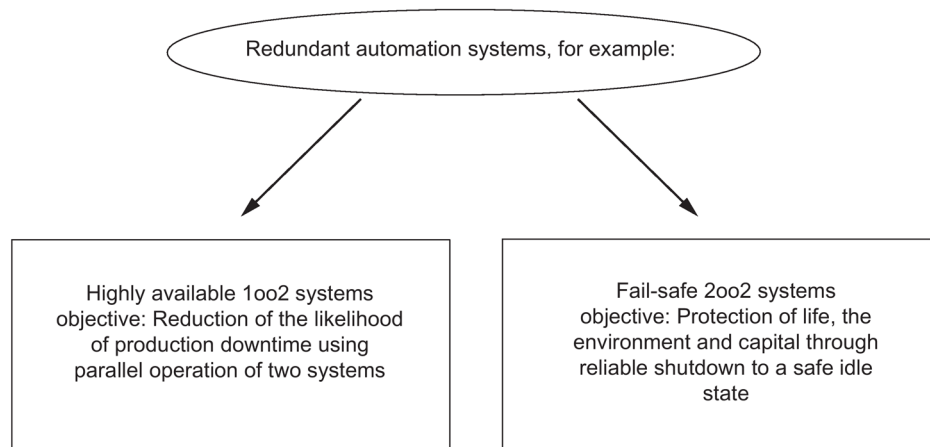 Redundant automation systems, for example:
Highly available 1oo2 systems
objective: Reduction of the likelihood
of production downtime using
parallel operation of two systems
Fail-safe 2oo2 systems
objective: Protection of life, the
environment and capital through
reliable shutdown to a safe idle
state